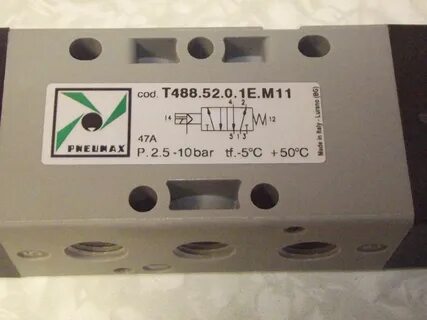 cod. T488.52.0.1E.M11
4 2
14 12
5 1 3
47A
PNEUMAX
P. 2.5 -10bar tf. -5°C +50°C
Made in Italy - Lurano (BG)